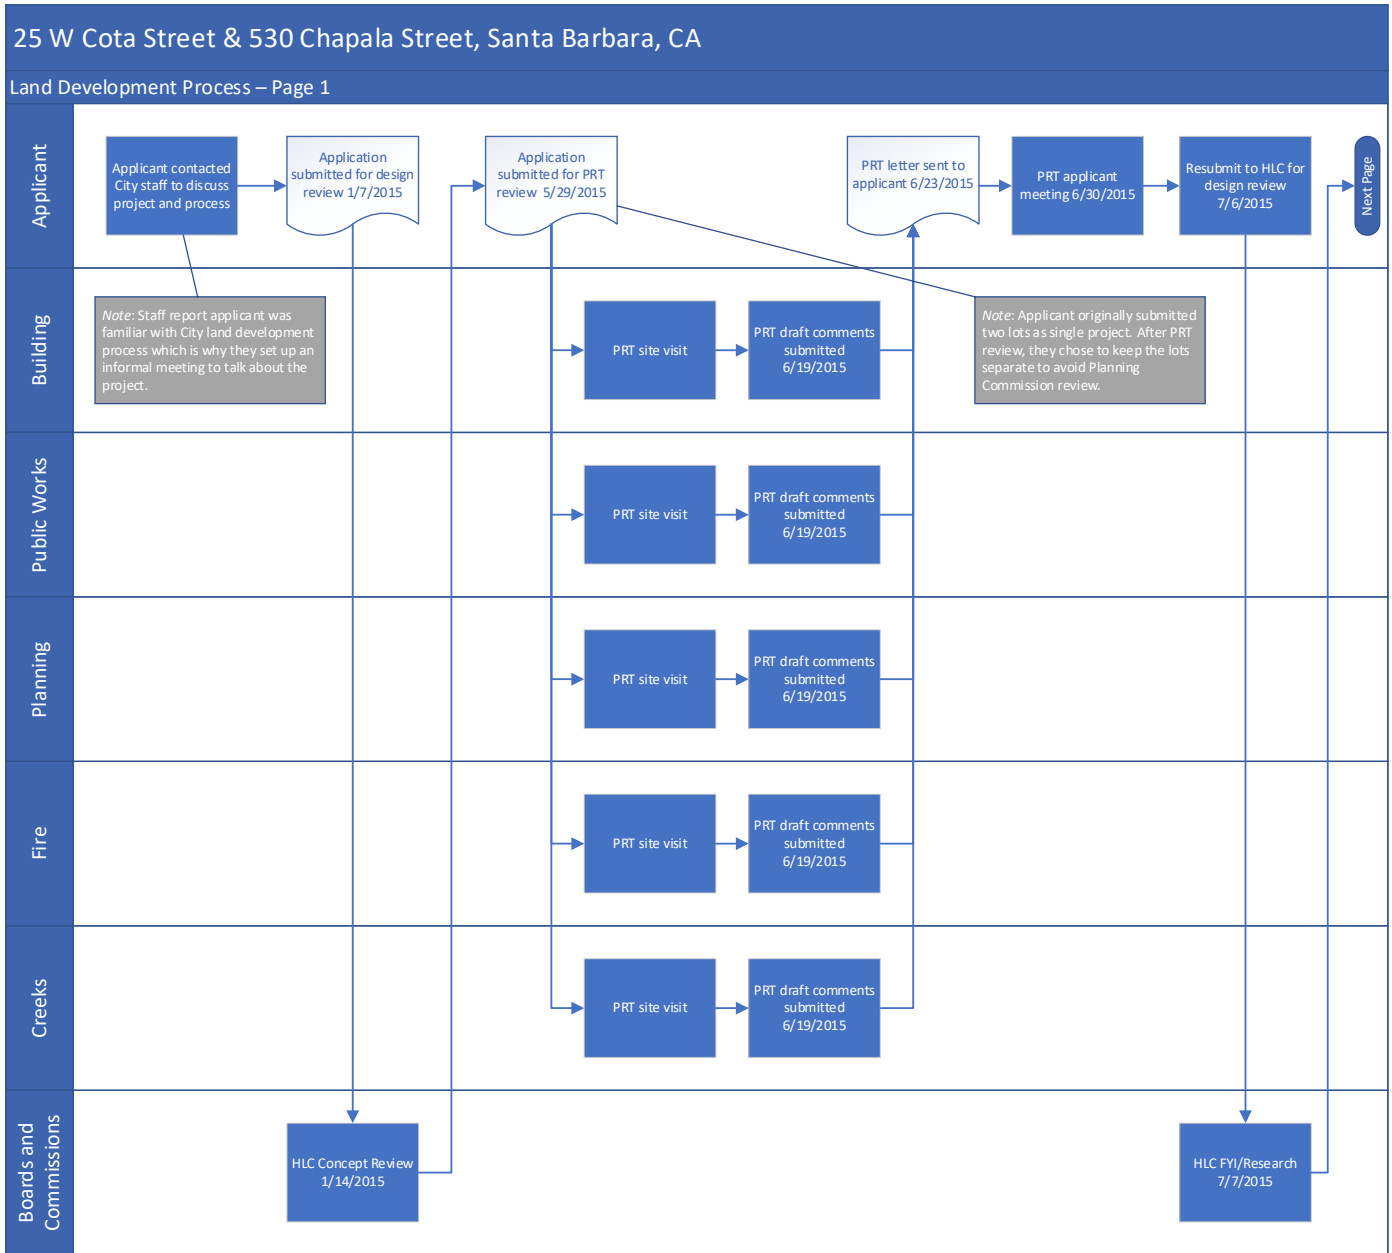 25 W Cota Street & 530 Chapala Street, Santa Barbara, CA
Land Development Process – Page 1
Applicant
Applicant contacted
City staff to discuss
project and process
Application
submitted for design
review 1/7/2015
Application
submitted for PRT
review 5/29/2015
PRT letter sent to
applicant 6/23/2015
PRT applicant
meeting 6/30/2015
Resubmit to HLC for
design review
7/6/2015
Next Page
Building
Note: Staff report applicant was
familiar with City land development
process which is why they set up an
informal meeting to talk about the
project.
PRT site visit
PRT draft comments
submitted
6/19/2015
Note: Applicant originally submitted
two lots as single project. After PRT
review, they chose to keep the lots
separate to avoid Planning
Commission review.
Public Works
PRT site visit
PRT draft comments
submitted
6/19/2015
Planning
PRT site visit
PRT draft comments
submitted
6/19/2015
Fire
PRT site visit
PRT draft comments
submitted
6/19/2015
Creeks
PRT site visit
PRT draft comments
submitted
6/19/2015
Boards and
Commissions
HLC Concept Review
1/14/2015
HLC FYI/Research
7/7/2015